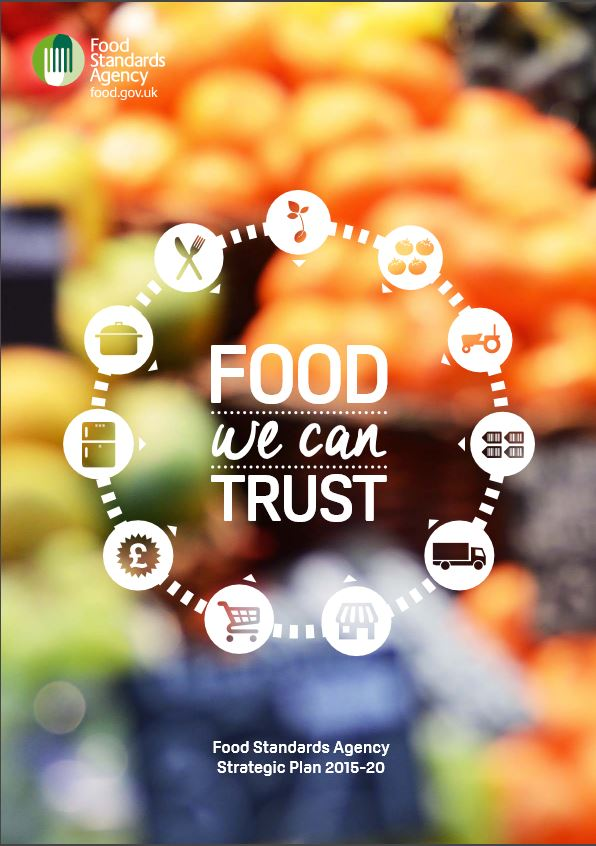 Food
Standards
Agency
food.gov.uk
FOOD
we can
TRUST
£
Food Standards Agency
Strategic Plan 2015-20